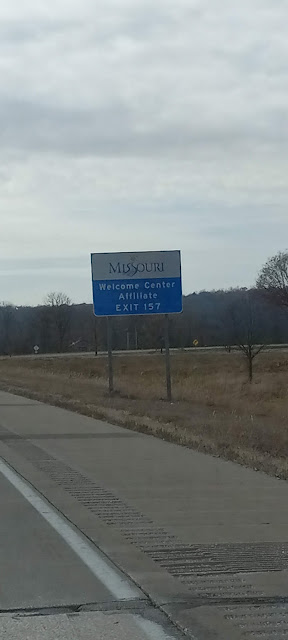 MISSOURI
Welcome Center
Affiliate
EXIT 157